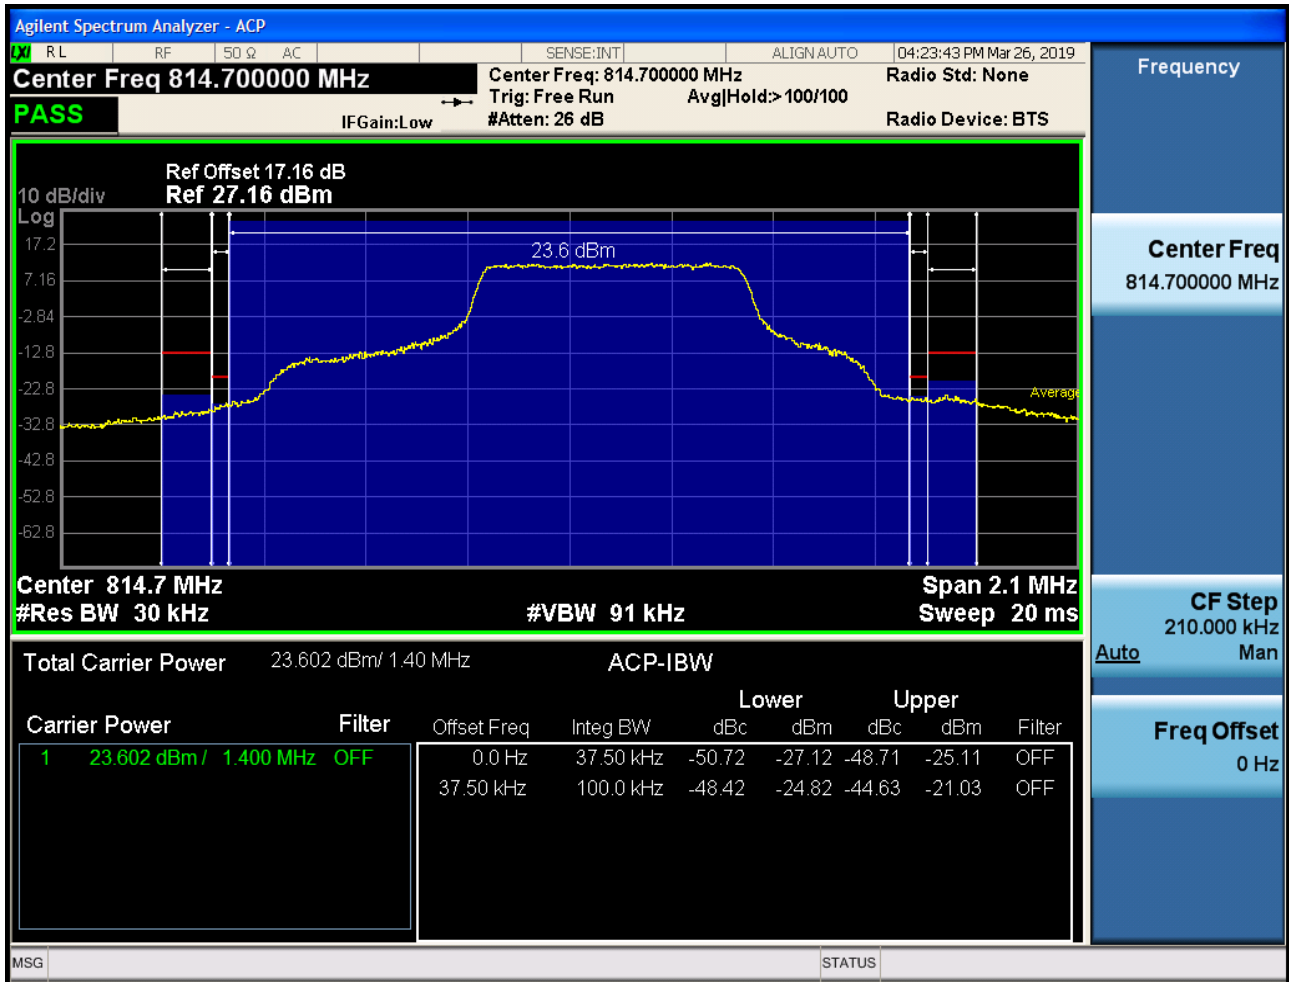 Agilent Spectrum Analyzer - ACP
LXI RL RF 50 Ω AC SENSE:INT ALIGN AUTO 04:23:43 PM Mar 26, 2019
Center Freq 814.700000 MHz
Center Freq: 814.700000 MHz
Radio Std: None
Trig: Free Run Avg|Hold:>100/100
PASS
IFGain:Low
#Atten: 26 dB
Radio Device: BTS
Ref Offset 17.16 dB
10 dB/div Ref 27.16 dBm
Log
17.2
7.16
-2.84
-12.8
-22.8
-32.8
-42.8
-52.8
-62.8
23.6 dBm
Average
Center 814.7 MHz Span 2.1 MHz
#Res BW 30 kHz #VBW 91 kHz Sweep 20 ms
Total Carrier Power 23.602 dBm/ 1.40 MHz ACP-IBW
Lower Upper
Carrier Power Filter Offset Freq Integ BW dBc dBm dBc dBm Filter
1 23.602 dBm / 1.400 MHz OFF 0.0 Hz 37.50 kHz -50.72 -27.12 -48.71 -25.11 OFF
37.50 kHz 100.0 kHz -48.42 -24.82 -44.63 -21.03 OFF
MSG STATUS
Frequency
Center Freq
814.700000 MHz
CF Step
210.000 kHz
Auto Man
Freq Offset
0 Hz